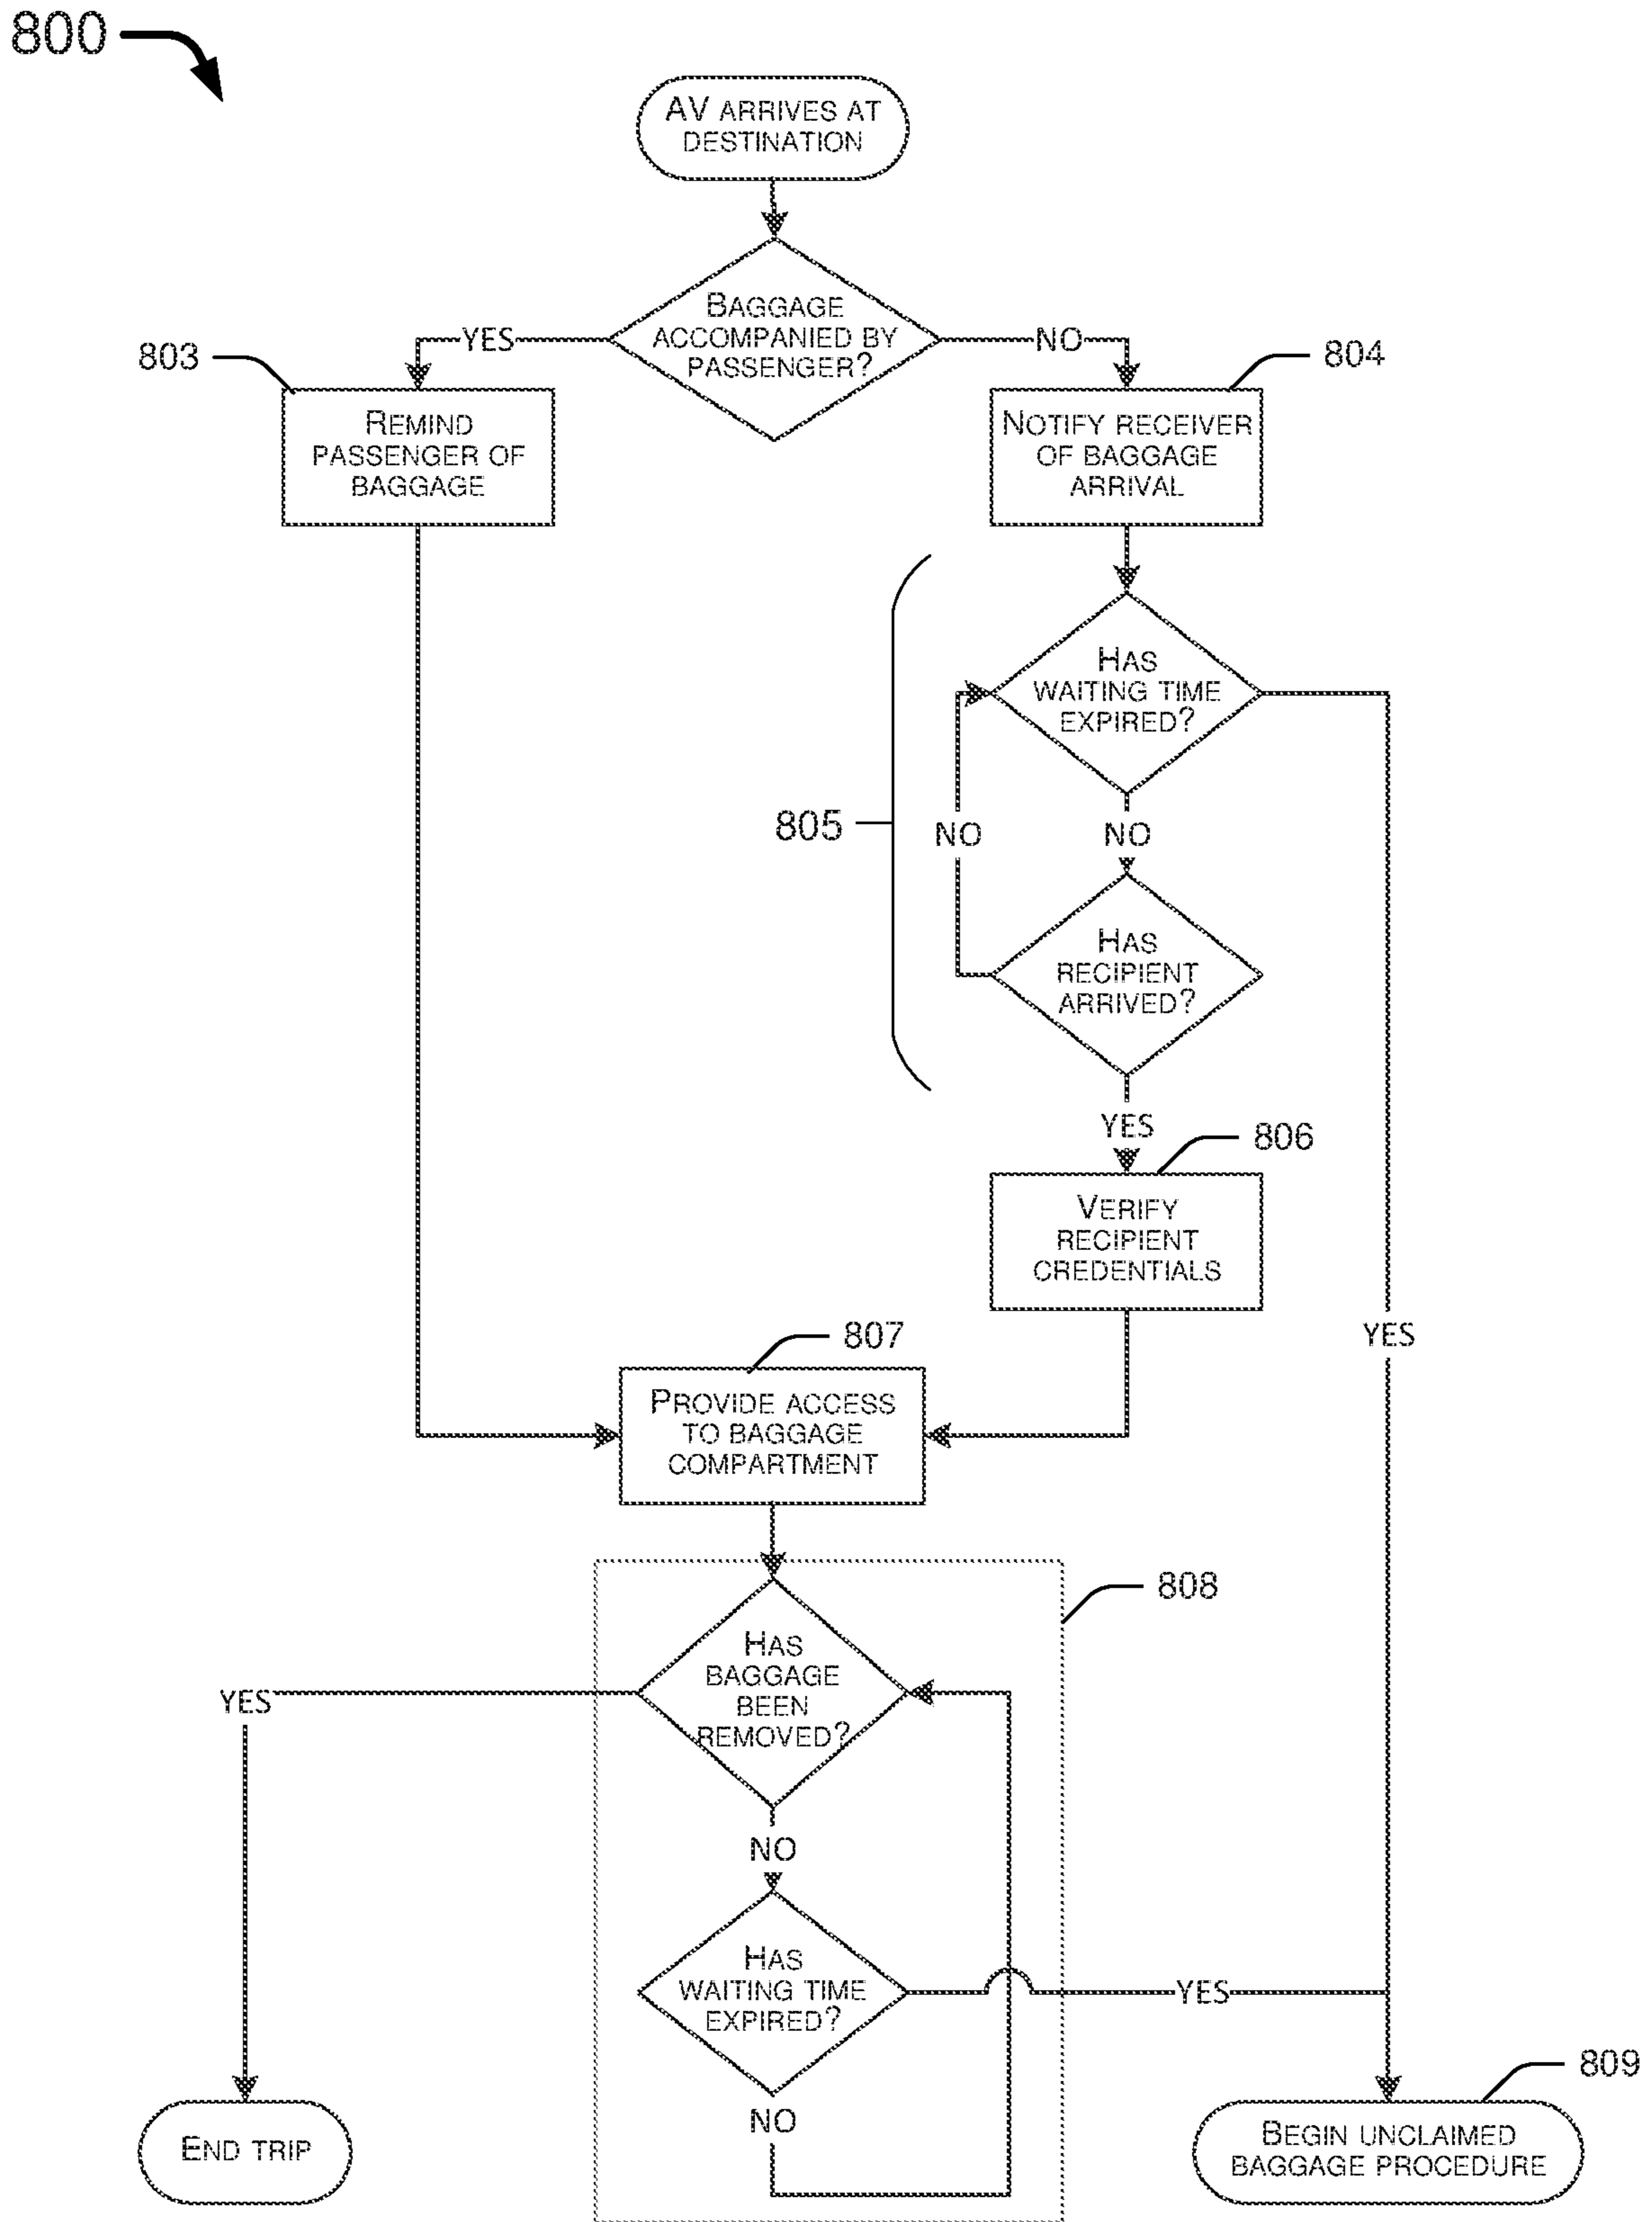 800
AV ARRIVES AT
DESTINATION
BAGGAGE
ACCOMPANIED BY
PASSENGER?
YES
NO
803
804
REMIND
PASSENGER OF
BAGGAGE
NOTIFY RECEIVER
OF BAGGAGE
ARRIVAL
HAS
WAITING TIME
EXPIRED?
805
NO
NO
HAS
RECIPIENT
ARRIVED?
YES
806
VERIFY
RECIPIENT
CREDENTIALS
YES
807
PROVIDE ACCESS
TO BAGGAGE
COMPARTMENT
808
HAS
BAGGAGE
BEEN
REMOVED?
YES
NO
HAS
WAITING TIME
EXPIRED?
YES
NO
809
END TRIP
BEGIN UNCLAIMED
BAGGAGE PROCEDURE